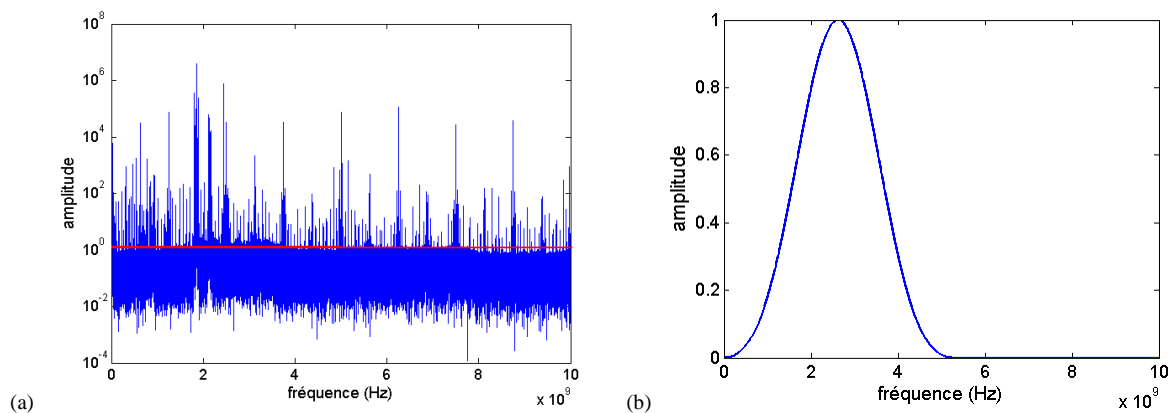 10^8
10^6
10^4
10^2
10^0
10^-2
10^-4
amplitude
0 2 4 6 8 10
fréquence (Hz)
x 10^9
(a)
1
0.8
0.6
0.4
0.2
0
amplitude
0 2 4 6 8 10
fréquence (Hz)
x 10^9
(b)